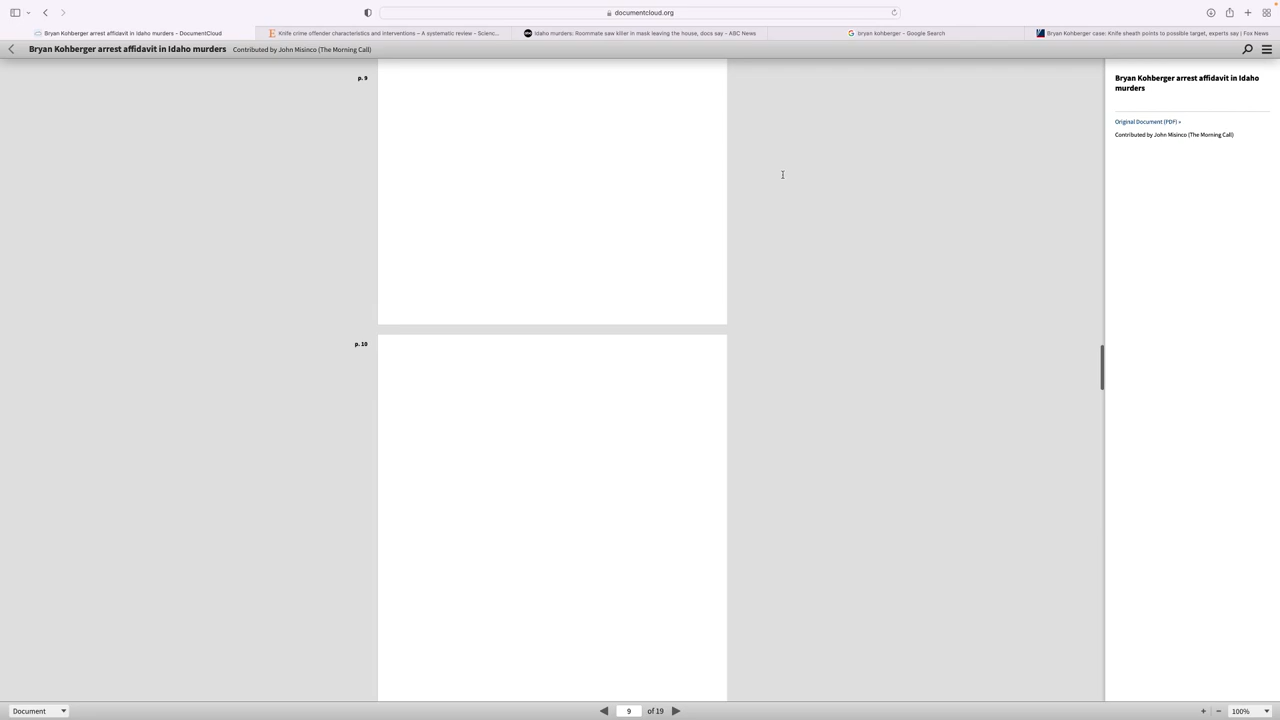 documentcloud.org
Bryan Kohberger arrest affidavit in Idaho murders – DocumentCloud
Knife crime offender characteristics and interventions – A systematic review - Scienc...
abc
Idaho murders: Roommate saw killer in mask leaving the house, docs say - ABC News
G
bryan kohberger - Google Search
Bryan Kohberger case: Knife sheath points to possible target, experts say | Fox News
Bryan Kohberger arrest affidavit in Idaho murders Contributed by John Misinco (The Morning Call)
p. 9
Bryan Kohberger arrest affidavit in Idaho
murders
Original Document (PDF) »
Contributed by John Misinco (The Morning Call)
p. 10
Document
9 of 19
+ − 100%